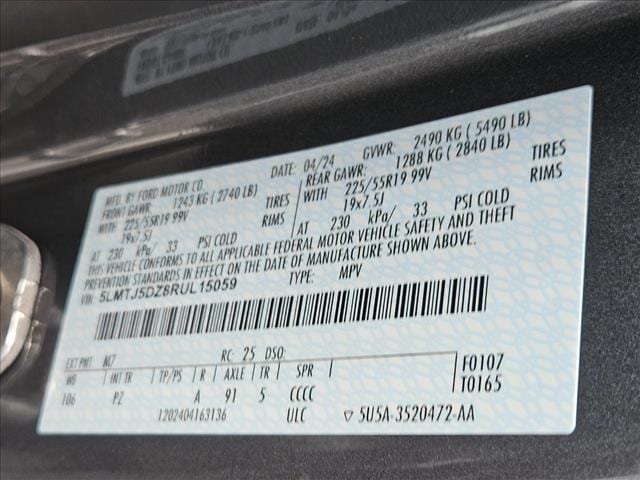 MFD. BY FORD MOTOR CO.
DATE: 04/24 GVWR: 2490 KG ( 5490 LB)
FRONT GAWR: 1243 KG ( 2740 LB) REAR GAWR: 1288 KG ( 2840 LB)
WITH 225/55R19 99V TIRES WITH 225/55R19 99V TIRES
19x7.5J RIMS 19x7.5J RIMS
AT 230 kPa/ 33 PSI COLD AT 230 kPa/ 33 PSI COLD
THIS VEHICLE CONFORMS TO ALL APPLICABLE FEDERAL MOTOR VEHICLE SAFETY AND THEFT
PREVENTION STANDARDS IN EFFECT ON THE DATE OF MANUFACTURE SHOWN ABOVE.
VIN: 5LMTJ5DZ8RUL15059 TYPE: MPV
EXT PNT: M7 RC: 25 DSO: F0107
WB INT TR TP/PS R AXLE TR SPR T0165
106 PZ A 91 5 CCCC
1202404163136 ULC 5U5A-3520472-AA